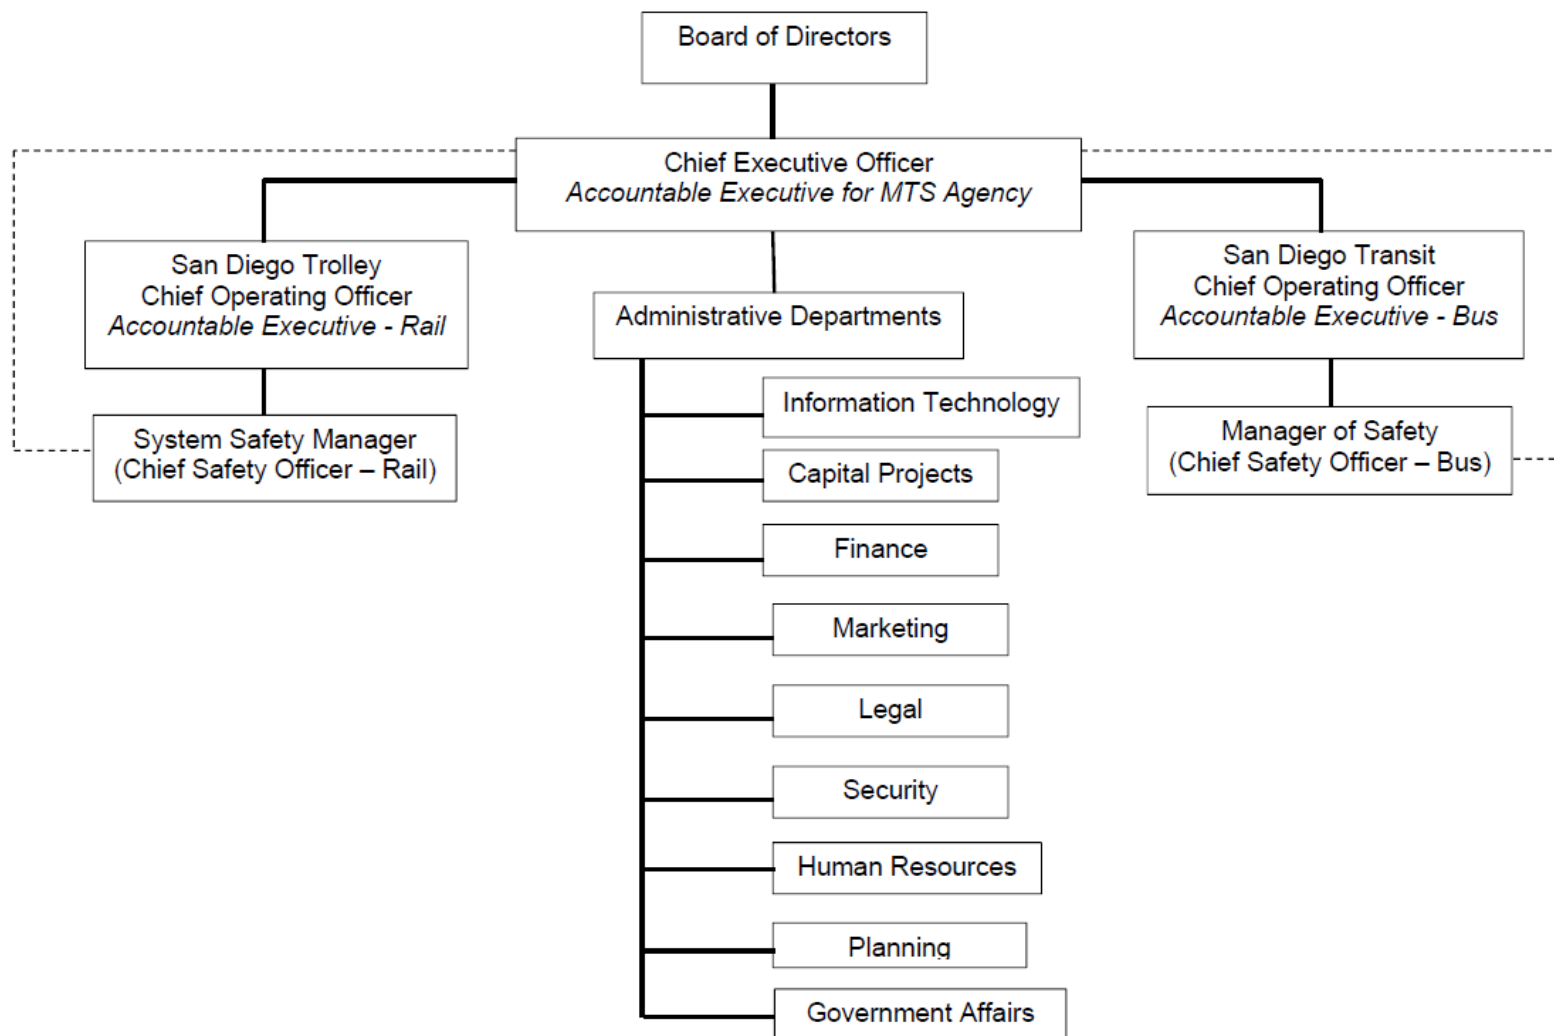 Board of Directors
Chief Executive Officer
Accountable Executive for MTS Agency
San Diego Trolley
Chief Operating Officer
Accountable Executive - Rail
Administrative Departments
San Diego Transit
Chief Operating Officer
Accountable Executive - Bus
System Safety Manager
(Chief Safety Officer – Rail)
Manager of Safety
(Chief Safety Officer – Bus)
Information Technology
Capital Projects
Finance
Marketing
Legal
Security
Human Resources
Planning
Government Affairs